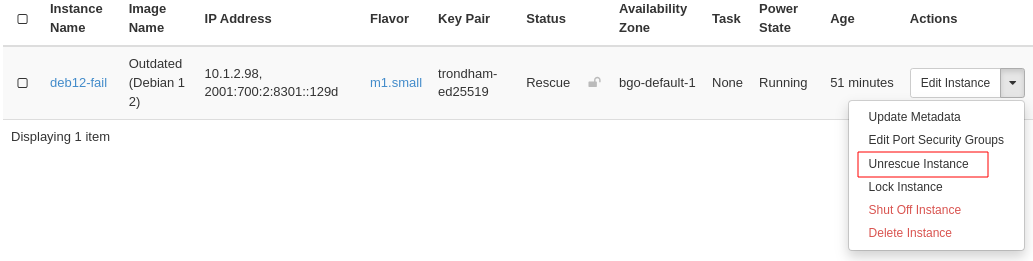 Instance Name
Image Name
IP Address
Flavor
Key Pair
Status
Availability Zone
Task
Power State
Age
Actions
deb12-fail
Outdated
(Debian 1
2)
10.1.2.98,
2001:700:2:8301::129d
m1.small
trondham-
ed25519
Rescue
bgo-default-1
None
Running
51 minutes
Edit Instance
Update Metadata
Edit Port Security Groups
Unrescue Instance
Lock Instance
Shut Off Instance
Delete Instance
Displaying 1 item